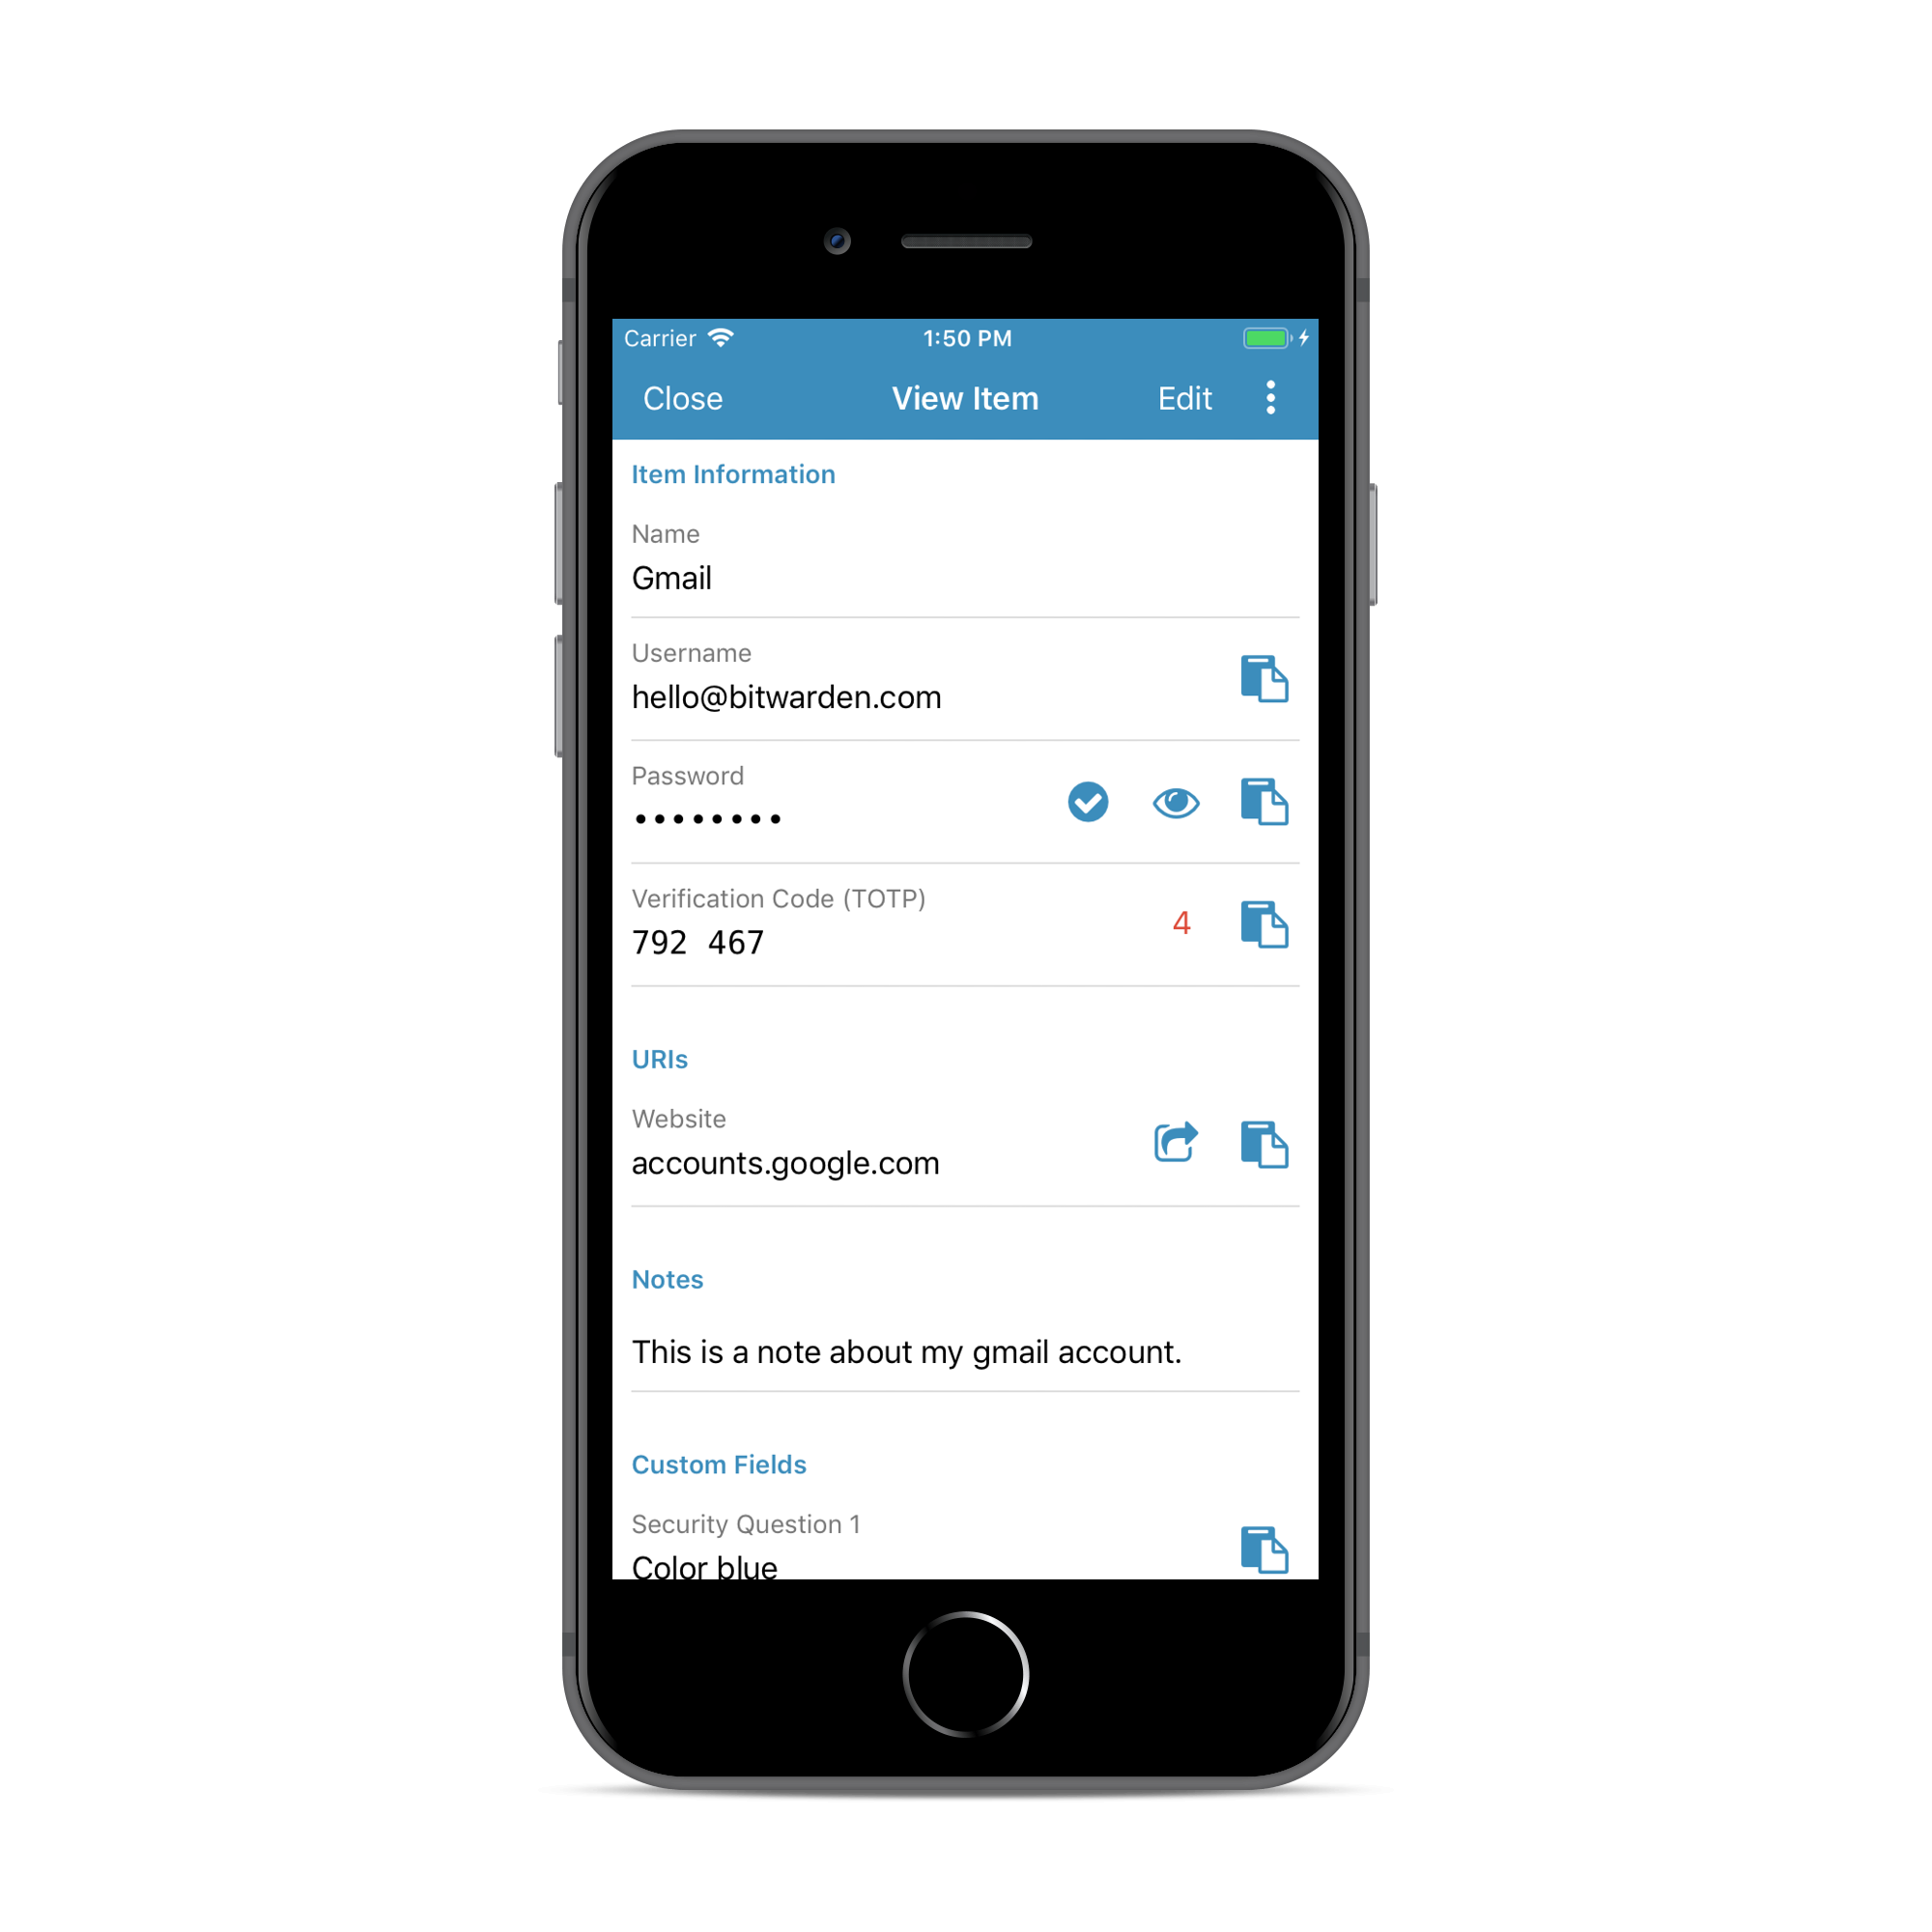 Carrier 1:50 PM
Close View Item Edit
Item Information
Name
Gmail
Username
hello@bitwarden.com
Password
••••••••
Verification Code (TOTP)
792 467 4
URIs
Website
accounts.google.com
Notes
This is a note about my gmail account.
Custom Fields
Security Question 1
Color blue